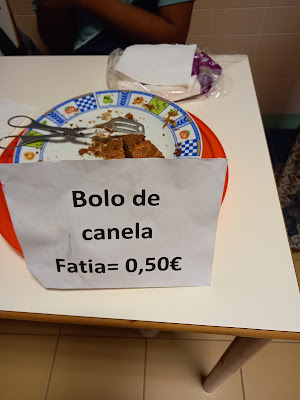 Bolo de
canela
Fatia= 0,50€